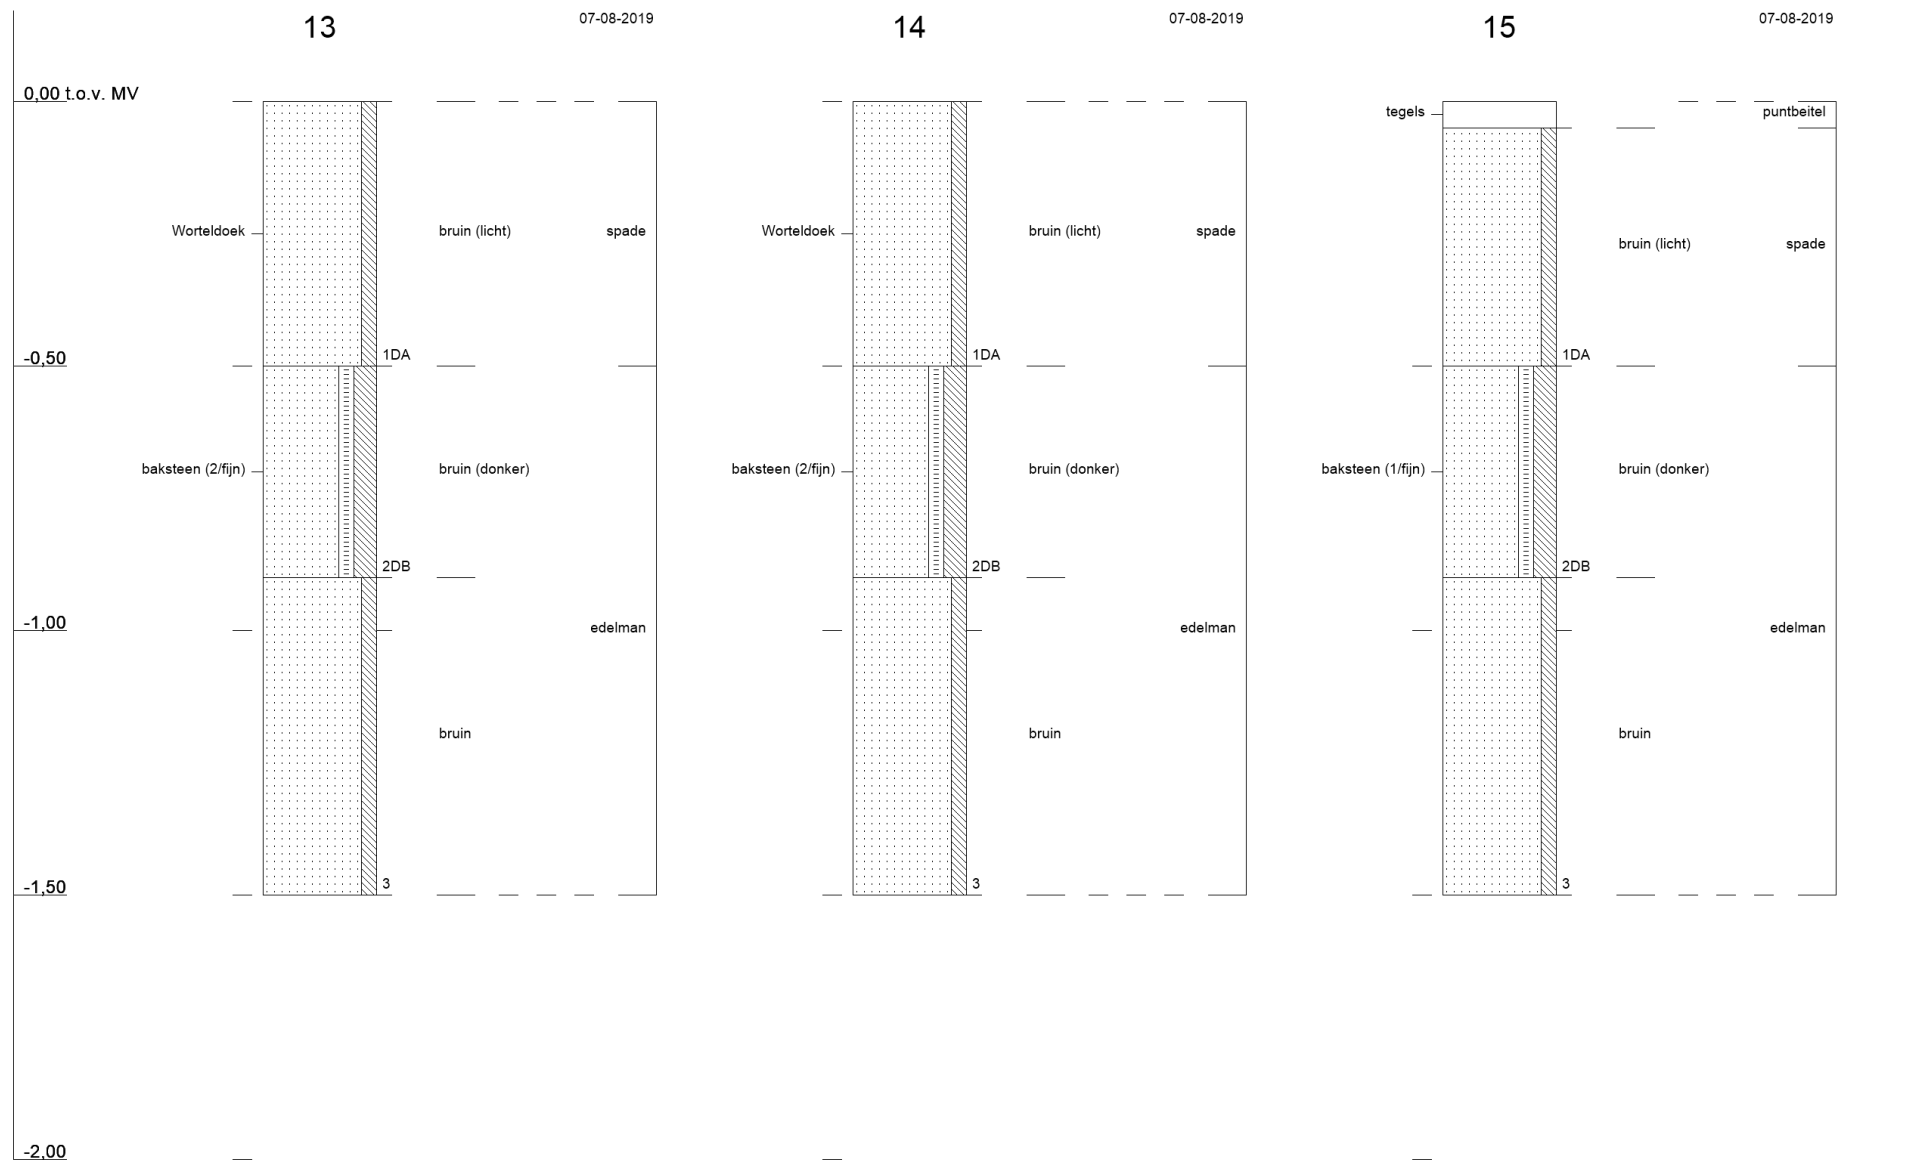 13 07-08-2019 14 07-08-2019 15 07-08-2019
0,00 t.o.v. MV
tegels puntbeitel
Worteldoek bruin (licht) spade Worteldoek bruin (licht) spade
bruin (licht) spade
-0,50 1DA 1DA 1DA
baksteen (2/fijn) bruin (donker) baksteen (2/fijn) bruin (donker) baksteen (1/fijn) bruin (donker)
2DB 2DB 2DB
-1,00 edelman edelman edelman
bruin bruin bruin
-1,50 3 3 3
-2,00